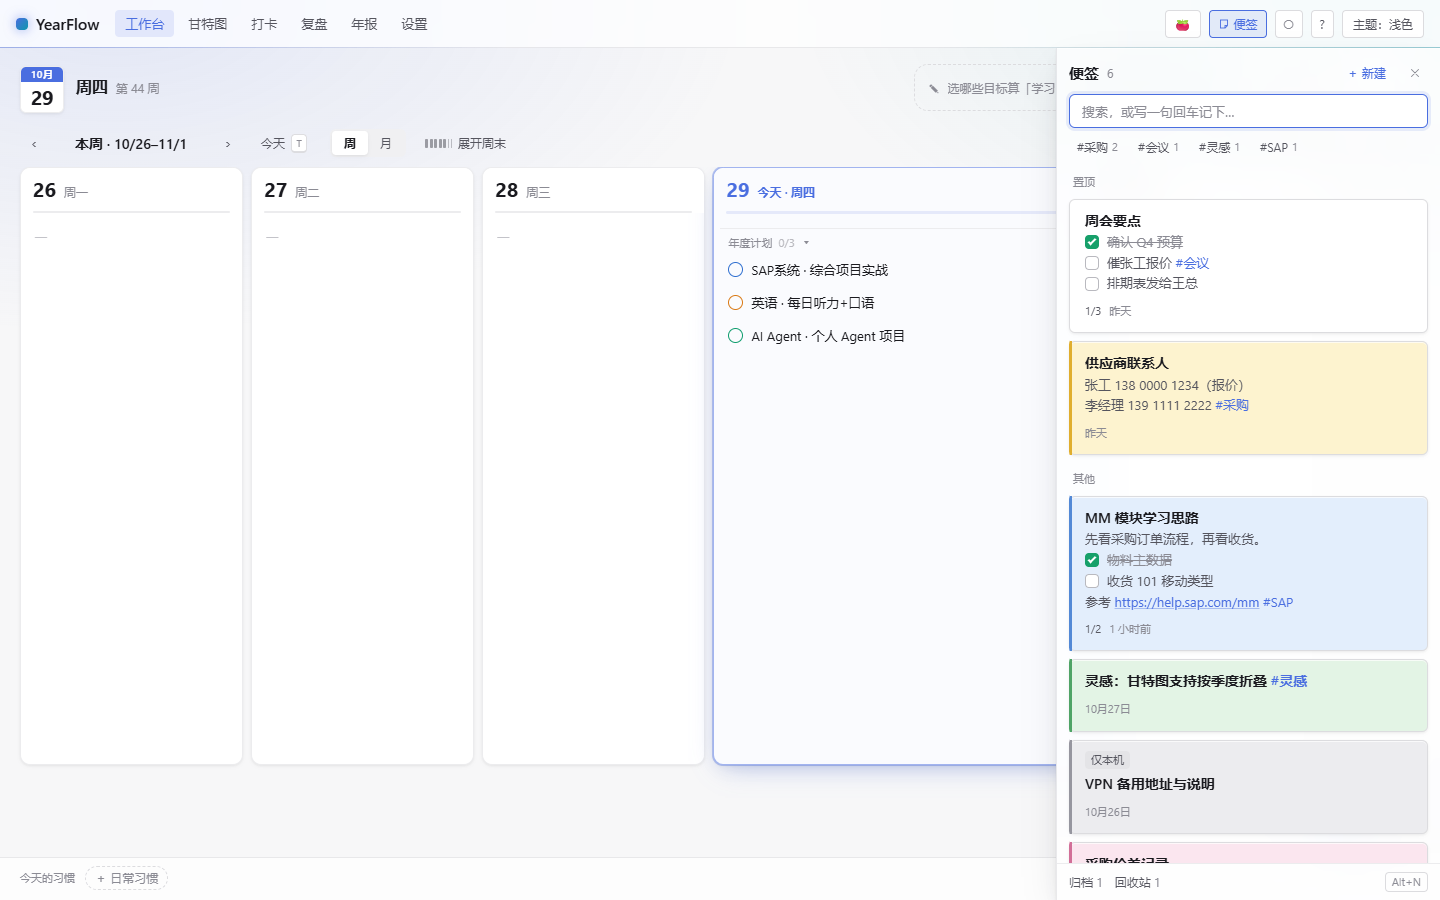 YearFlow 工作台 甘特图 打卡 复盘 年报 设置 便签 ? 主题：浅色
10月
29
周四 第 44 周
选哪些目标算「学习
‹ 本周 · 10/26–11/1 › 今天 T 周 月 展开周末
26 周一
—
27 周二
—
28 周三
—
29 今天 · 周四
年度计划 0/3
SAP系统 · 综合项目实战
英语 · 每日听力+口语
AI Agent · 个人 Agent 项目
今天的习惯 + 日常习惯
便签 6 + 新建
搜索，或写一句回车记下...
#采购 2 #会议 1 #灵感 1 #SAP 1
置顶
周会要点
确认 Q4 预算
催张工报价 #会议
排期表发给王总
1/3 昨天
供应商联系人
张工 138 0000 1234（报价）
李经理 139 1111 2222 #采购
昨天
其他
MM 模块学习思路
先看采购订单流程，再看收货。
物料主数据
收货 101 移动类型
参考 https://help.sap.com/mm #SAP
1/2 1 小时前
灵感：甘特图支持按季度折叠 #灵感
10月27日
仅本机
VPN 备用地址与说明
10月26日
归档 1 回收站 1 Alt+N